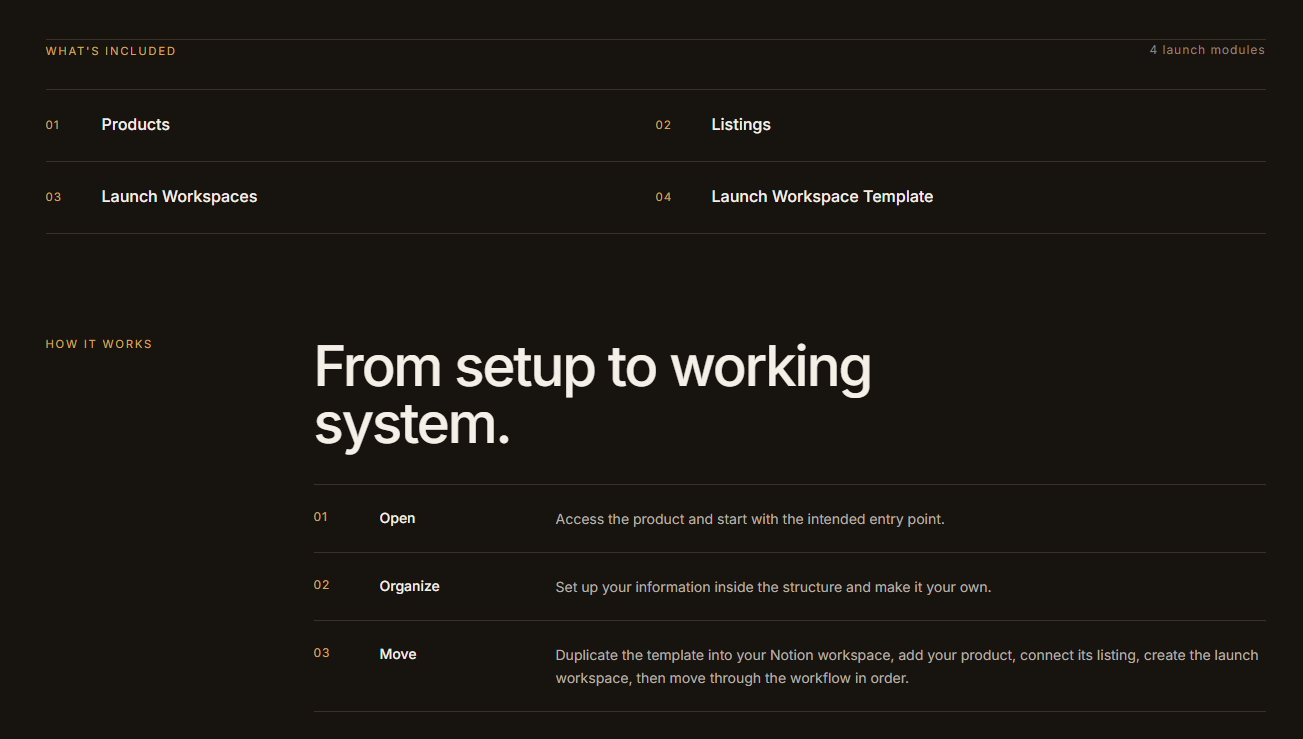 WHAT'S INCLUDED
4 launch modules
01 Products
02 Listings
03 Launch Workspaces
04 Launch Workspace Template
HOW IT WORKS
From setup to working
system.
01 Open Access the product and start with the intended entry point.
02 Organize Set up your information inside the structure and make it your own.
03 Move Duplicate the template into your Notion workspace, add your product, connect its listing, create the launch
workspace, then move through the workflow in order.